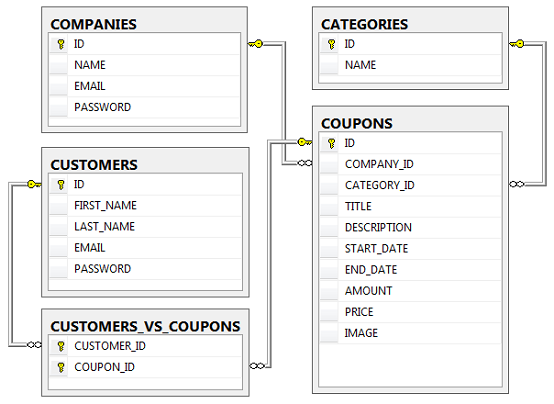 COMPANIES
ID
NAME
EMAIL
PASSWORD
CATEGORIES
ID
NAME
CUSTOMERS
ID
FIRST_NAME
LAST_NAME
EMAIL
PASSWORD
COUPONS
ID
COMPANY_ID
CATEGORY_ID
TITLE
DESCRIPTION
START_DATE
END_DATE
AMOUNT
PRICE
IMAGE
CUSTOMERS_VS_COUPONS
CUSTOMER_ID
COUPON_ID